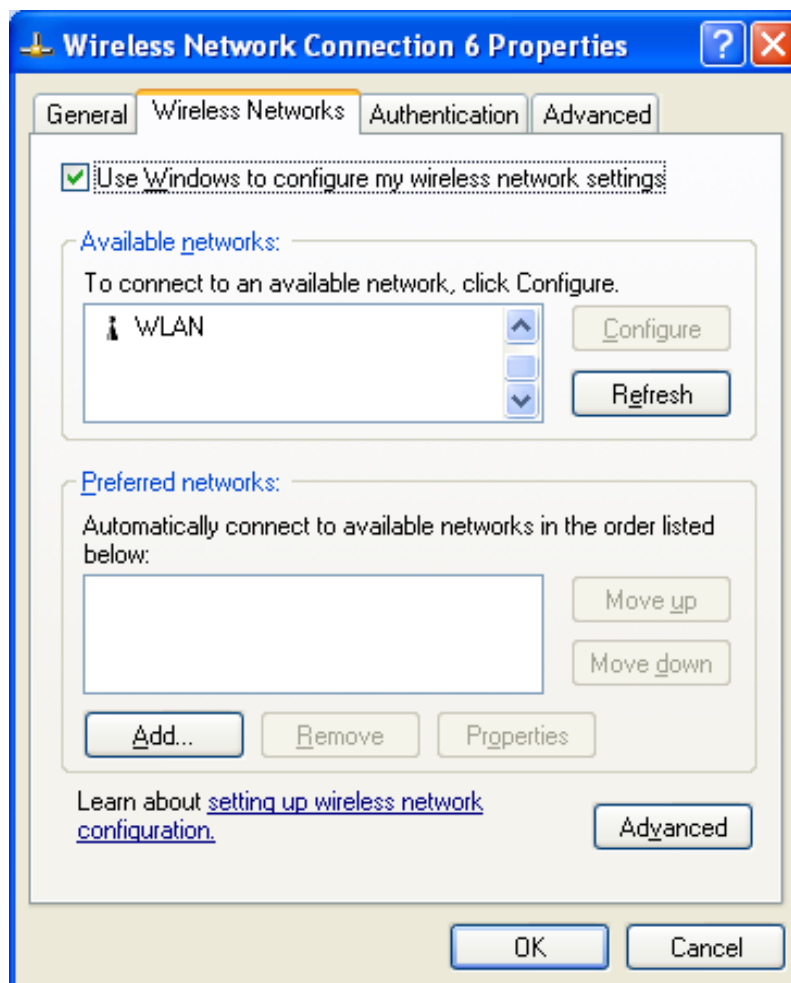 Wireless Network Connection 6 Properties
General Wireless Networks Authentication Advanced
Use Windows to configure my wireless network settings
Available networks:
To connect to an available network, click Configure.
WLAN
Configure
Refresh
Preferred networks:
Automatically connect to available networks in the order listed
below:
Move up
Move down
Add... Remove Properties
Learn about setting up wireless network
configuration.
Advanced
OK Cancel